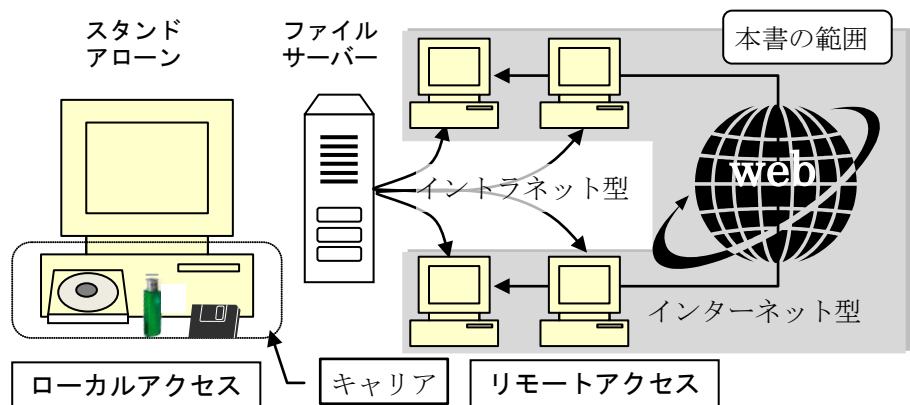 スタンド
アローン
ファイル
サーバー
本書の範囲
web
イントラネット型
インターネット型
ローカルアクセス
キャリア
リモートアクセス